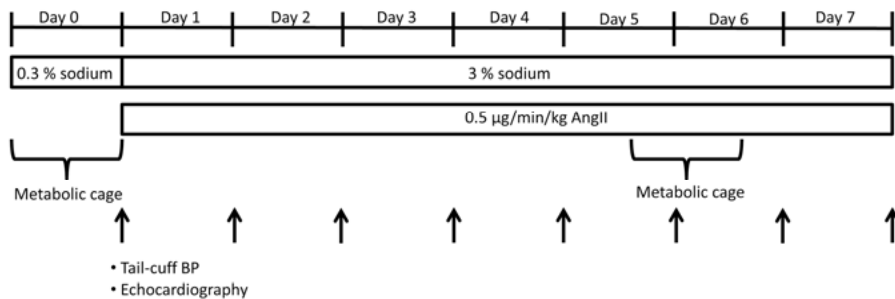 Day 0 Day 1 Day 2 Day 3 Day 4 Day 5 Day 6 Day 7
0.3 % sodium 3 % sodium
0.5 µg/min/kg AngII
Metabolic cage Metabolic cage
• Tail-cuff BP
• Echocardiography